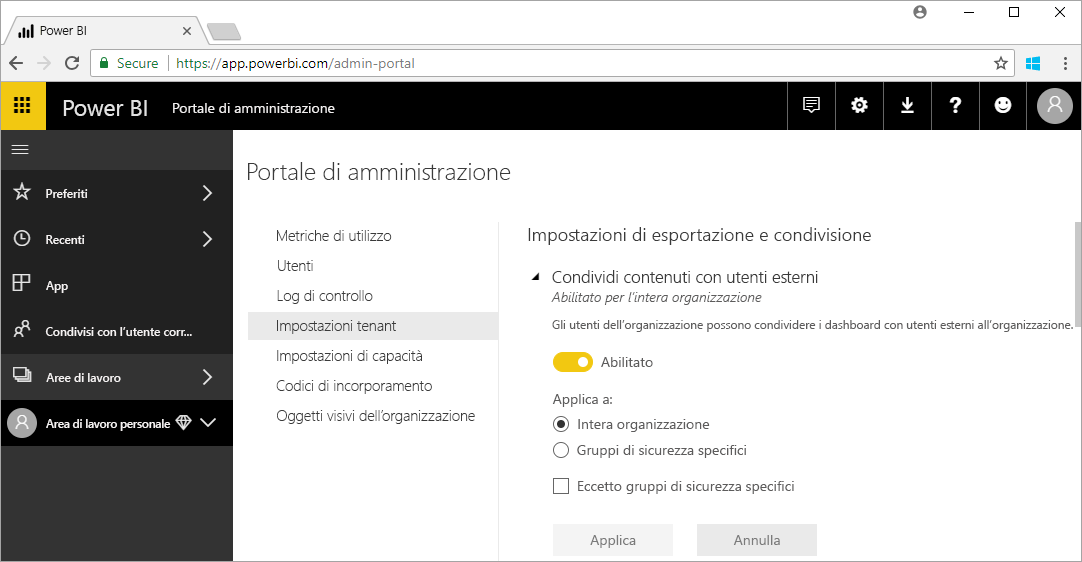 Power BI
Secure
https://app.powerbi.com/admin-portal
Power BI
Portale di amministrazione
Preferiti
Recenti
App
Condivisi con l'utente corr...
Aree di lavoro
Area di lavoro personale
Portale di amministrazione
Metriche di utilizzo
Utenti
Log di controllo
Impostazioni tenant
Impostazioni di capacità
Codici di incorporamento
Oggetti visivi dell'organizzazione
Impostazioni di esportazione e condivisione
Condividi contenuti con utenti esterni
Abilitato per l'intera organizzazione
Gli utenti dell'organizzazione possono condividere i dashboard con utenti esterni all'organizzazione.
Abilitato
Applica a:
Intera organizzazione
Gruppi di sicurezza specifici
Eccetto gruppi di sicurezza specifici
Applica
Annulla